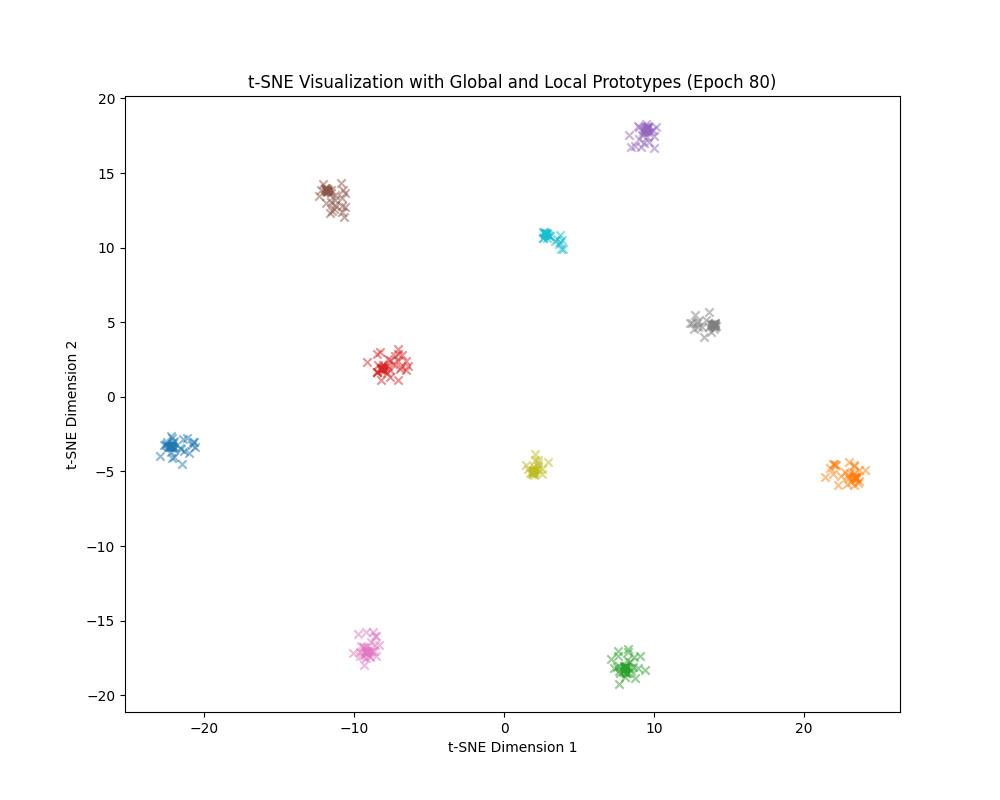 t-SNE Visualization with Global and Local Prototypes (Epoch 80)
20
15
10
5
0
−5
−10
−15
−20
t-SNE Dimension 2
−20 −10 0 10 20
t-SNE Dimension 1